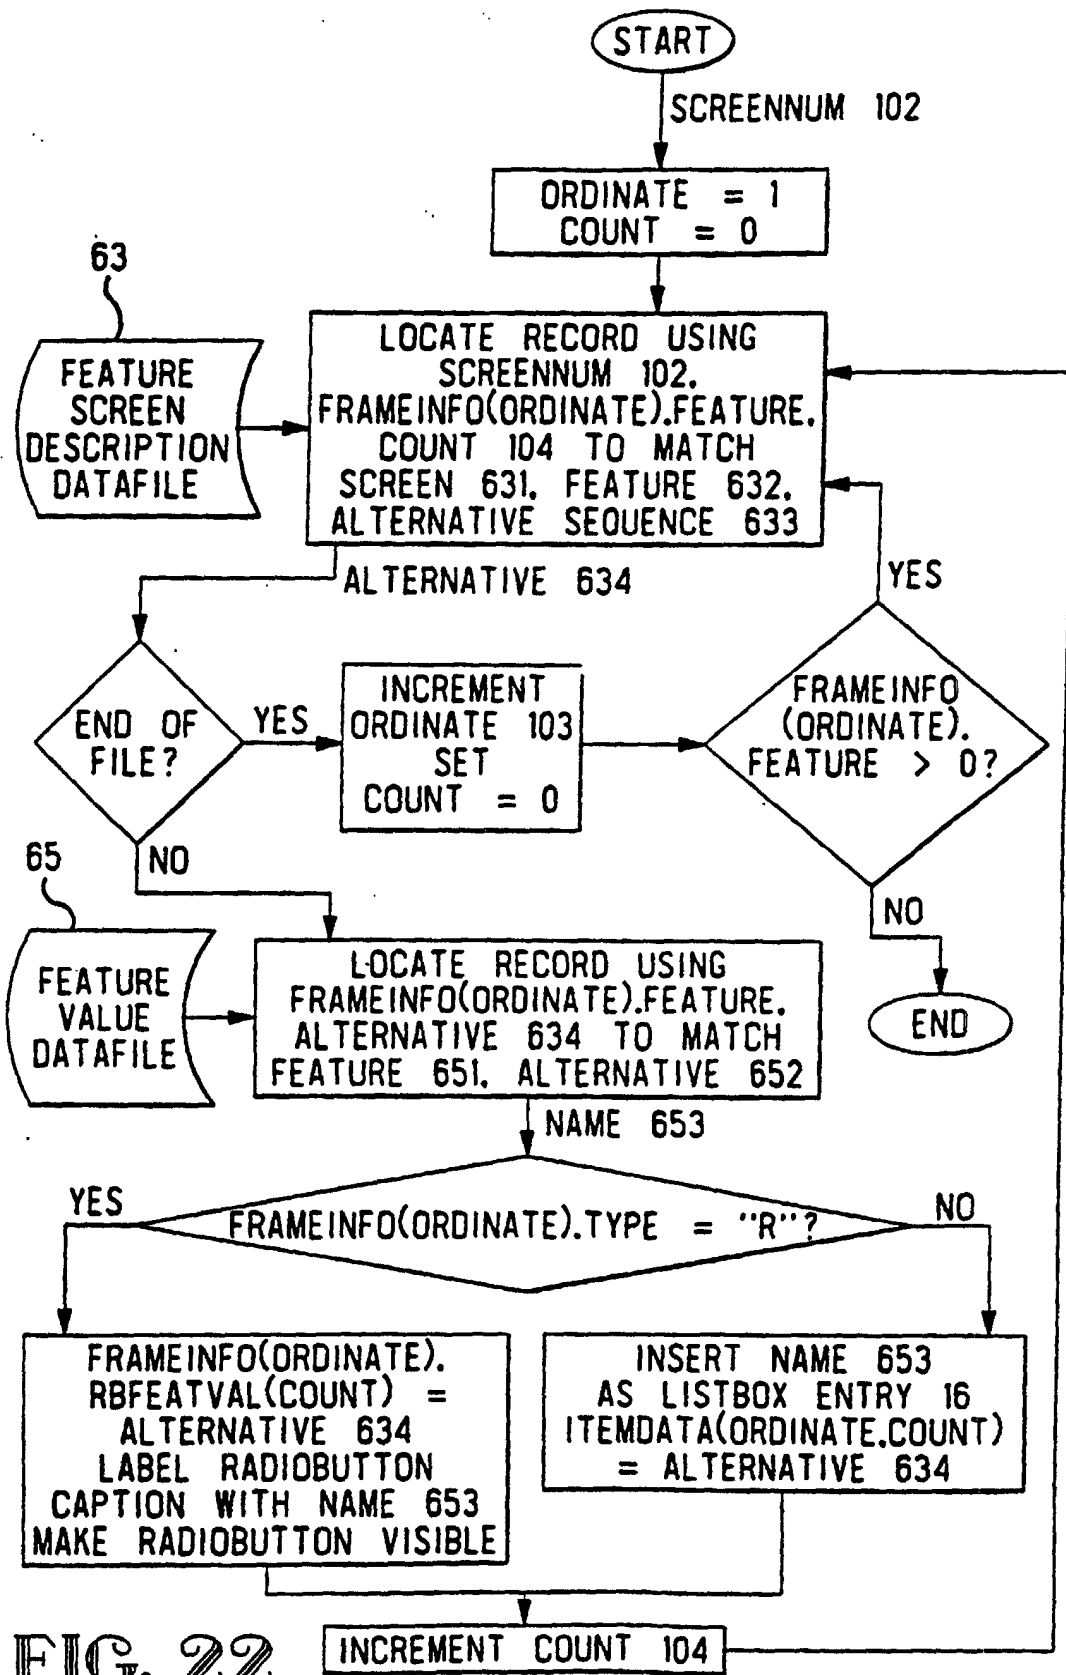 START
SCREENNUM 102
ORDINATE = 1
COUNT = 0
63
FEATURE
SCREEN
DESCRIPTION
DATAFILE
LOCATE RECORD USING
SCREENNUM 102.
FRAMEINFO(ORDINATE).FEATURE.
COUNT 104 TO MATCH
SCREEN 631. FEATURE 632.
ALTERNATIVE SEQUENCE 633
ALTERNATIVE 634
YES
END OF
FILE?
YES
INCREMENT
ORDINATE 103
SET
COUNT = 0
FRAMEINFO
(ORDINATE).
FEATURE > 0?
NO
NO
END
65
FEATURE
VALUE
DATAFILE
LOCATE RECORD USING
FRAMEINFO(ORDINATE).FEATURE.
ALTERNATIVE 634 TO MATCH
FEATURE 651. ALTERNATIVE 652
NAME 653
YES
FRAMEINFO(ORDINATE).TYPE = "R"?
NO
FRAMEINFO(ORDINATE).
RBFEATVAL(COUNT) =
ALTERNATIVE 634
LABEL RADIOBUTTON
CAPTION WITH NAME 653
MAKE RADIOBUTTON VISIBLE
INSERT NAME 653
AS LISTBOX ENTRY 16
ITEMDATA(ORDINATE.COUNT)
= ALTERNATIVE 634
INCREMENT COUNT 104
FIG. 22